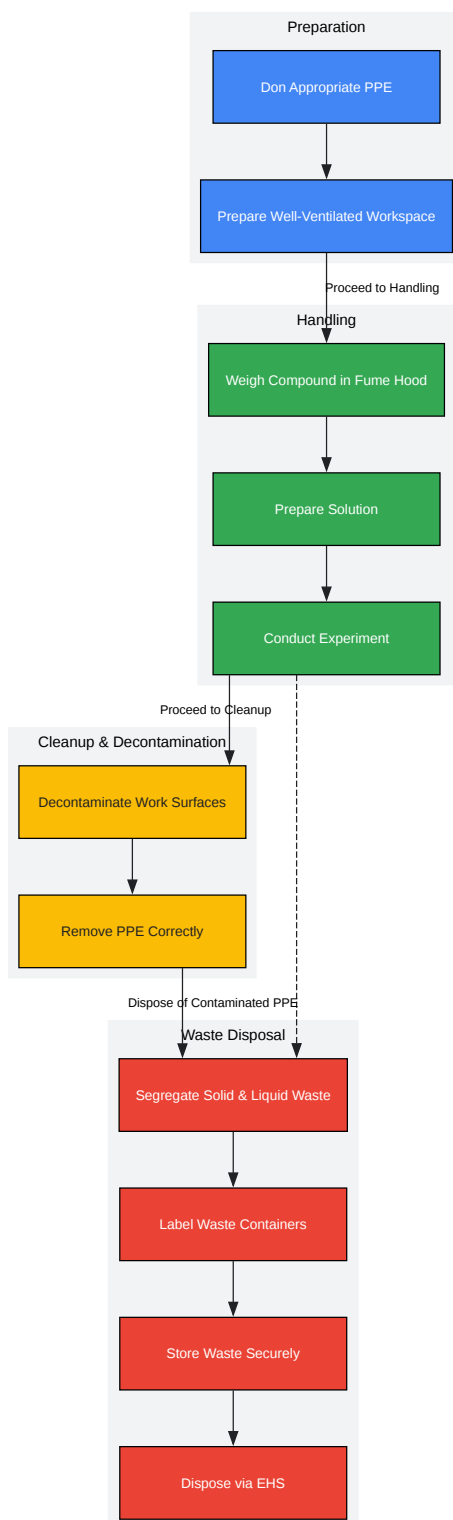 Preparation
Don Appropriate PPE
Prepare Well-Ventilated Workspace
Proceed to Handling
Handling
Weigh Compound in Fume Hood
Prepare Solution
Conduct Experiment
Proceed to Cleanup
Cleanup & Decontamination
Decontaminate Work Surfaces
Remove PPE Correctly
Dispose of Contaminated PPE
Waste Disposal
Segregate Solid & Liquid Waste
Label Waste Containers
Store Waste Securely
Dispose via EHS